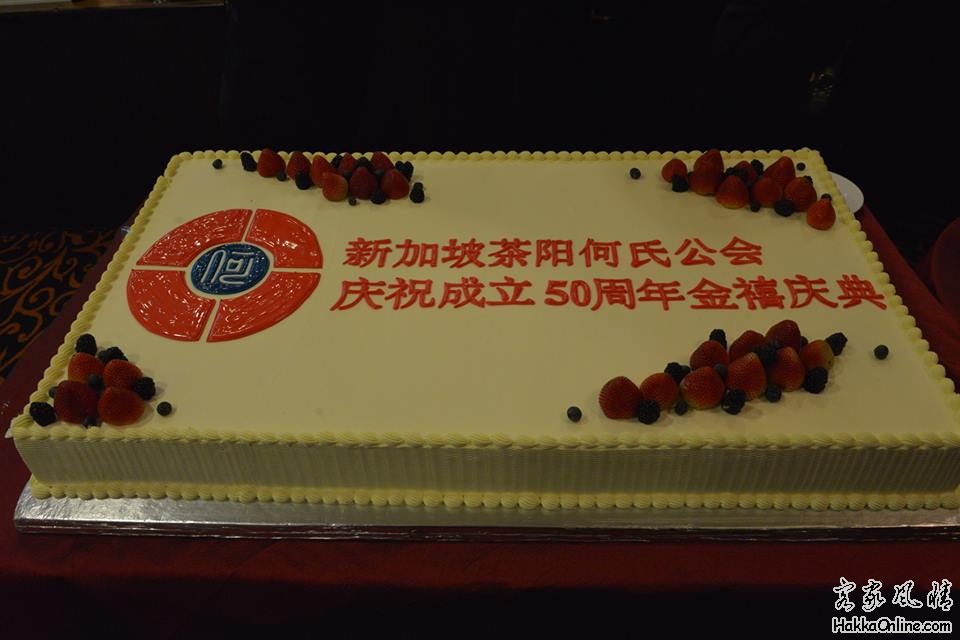 何
新加坡茶阳何氏公会
庆祝成立50周年金禧庆典
客家风情
HakkaOnline.com